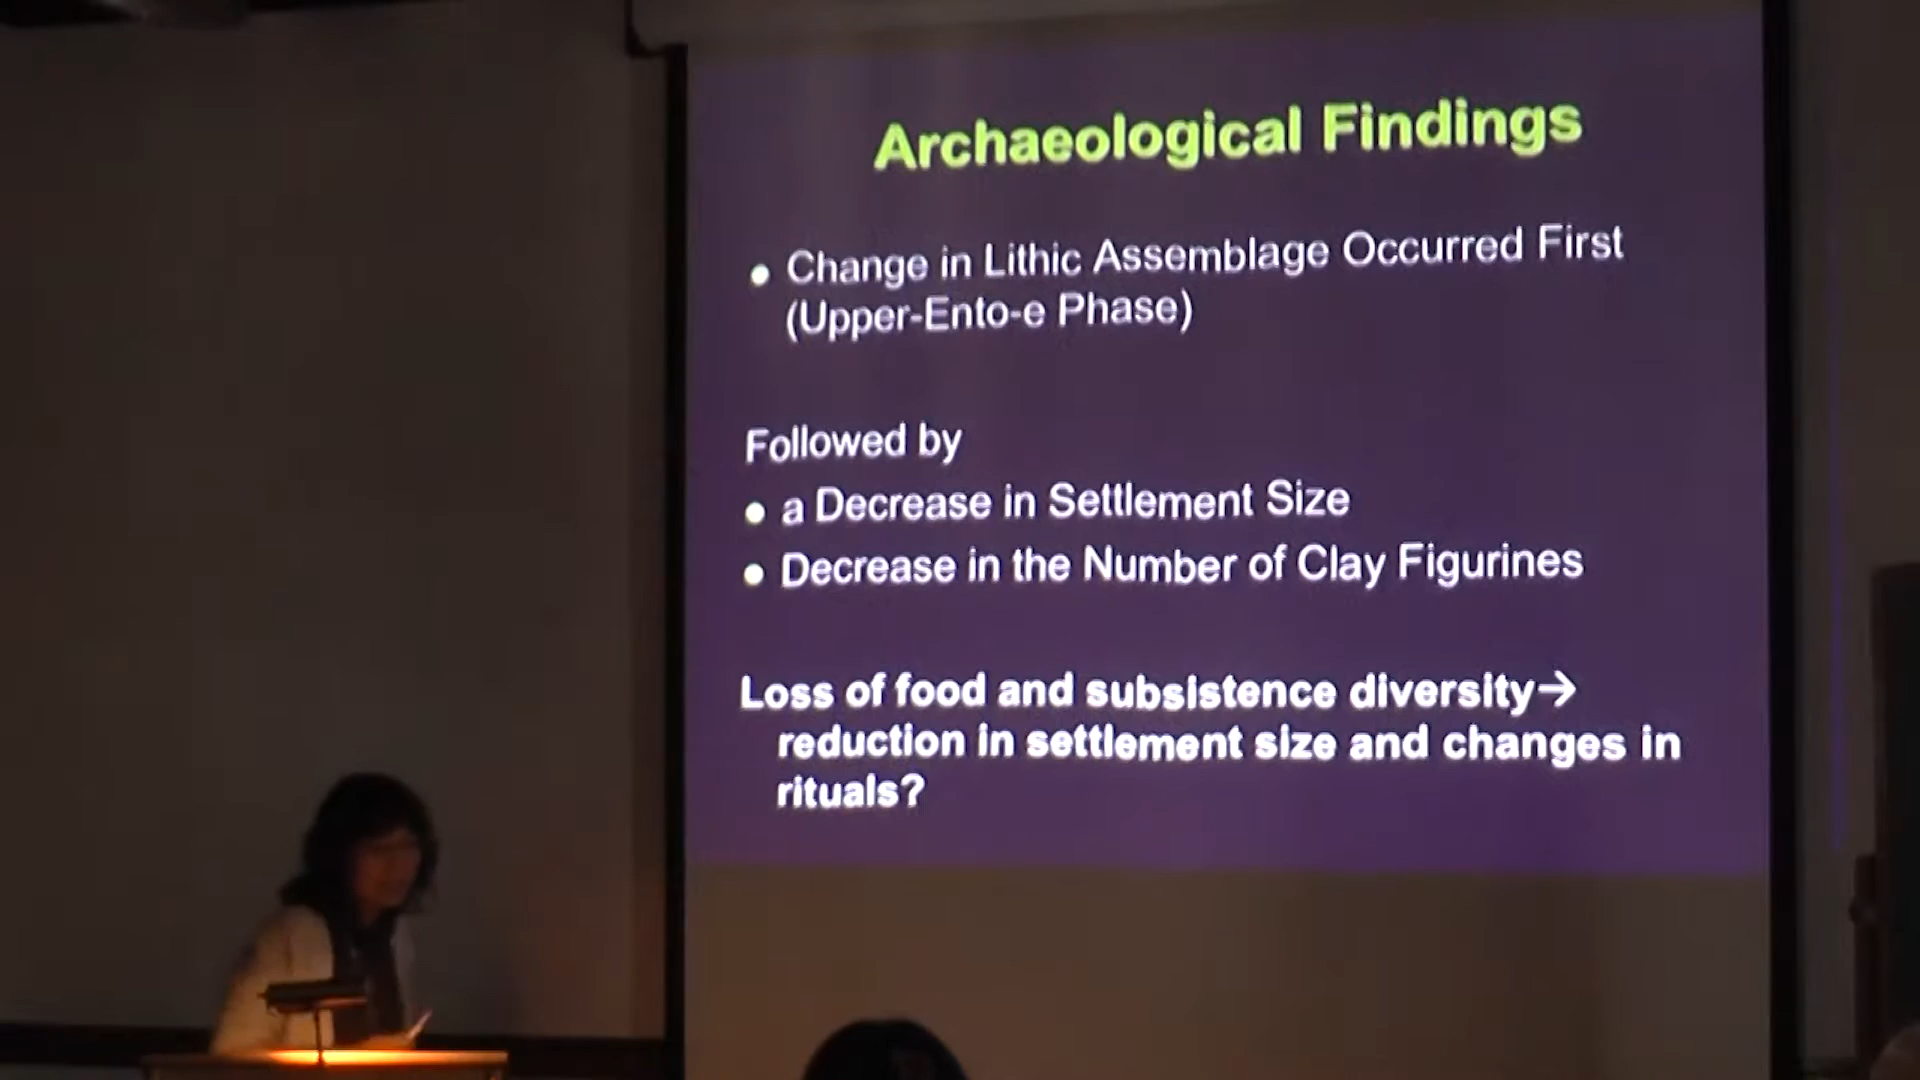 Archaeological Findings
• Change in Lithic Assemblage Occurred First
(Upper-Ento-e Phase)
Followed by
• a Decrease in Settlement Size
• Decrease in the Number of Clay Figurines
Loss of food and subsistence diversity→
reduction in settlement size and changes in
rituals?